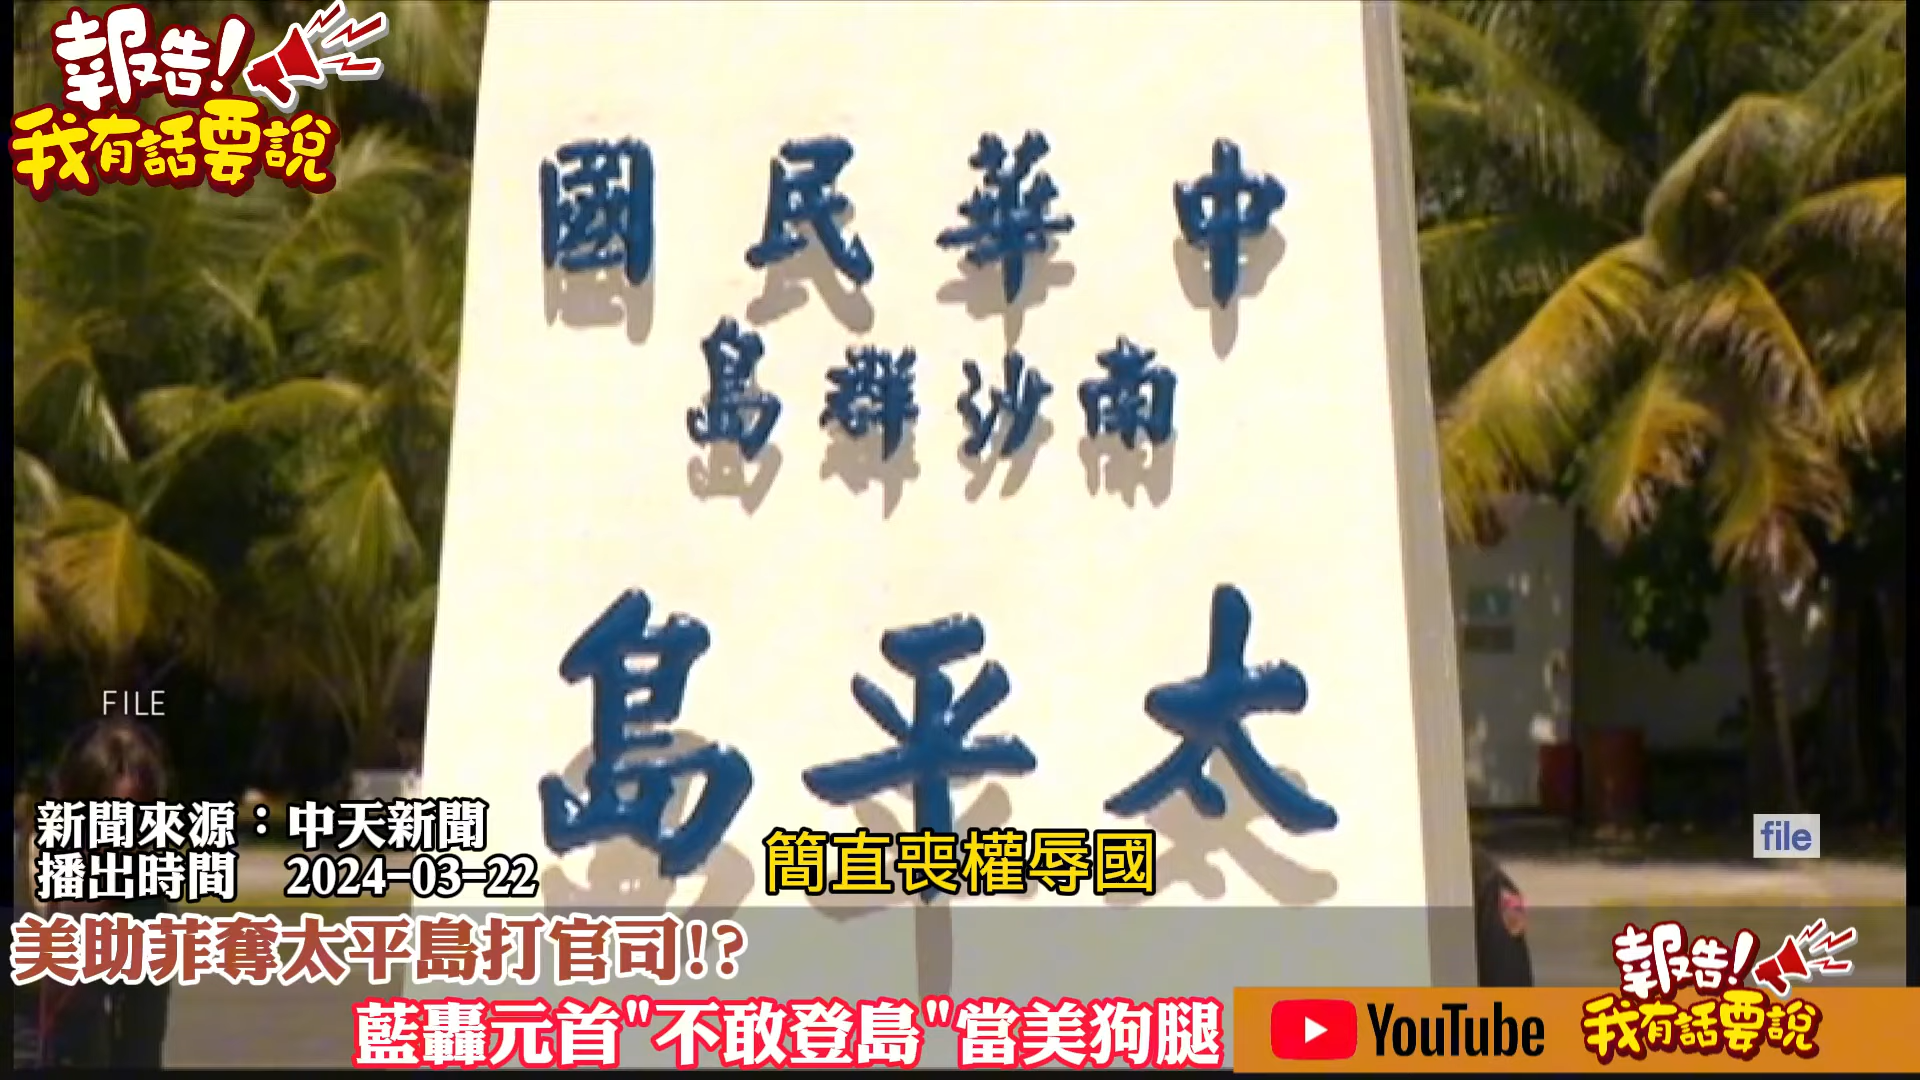 報告!
我有話要說
國民華中
島群沙南
島平太
FILE
file
新聞來源：中天新聞
播出時間 2024-03-22
簡直喪權辱國
美助菲奪太平島打官司!?
藍轟元首"不敢登島"當美狗腿
YouTube
報告!
我有話要說